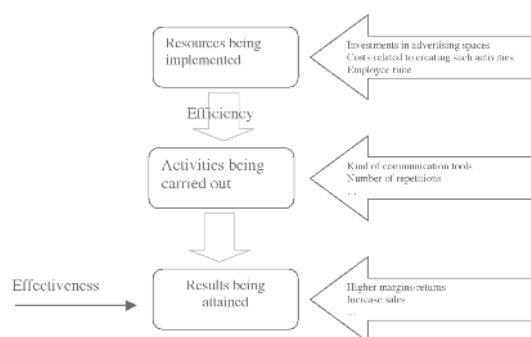 Resources being
implemented
Investments in advertising spaces
Costs related to creating such activities
Employee time
Efficiency
Activities being
carried out
Kind of communication tools
Number of repetitions
...
Effectiveness
Results being
attained
Higher margins/returns
Increase sales
...